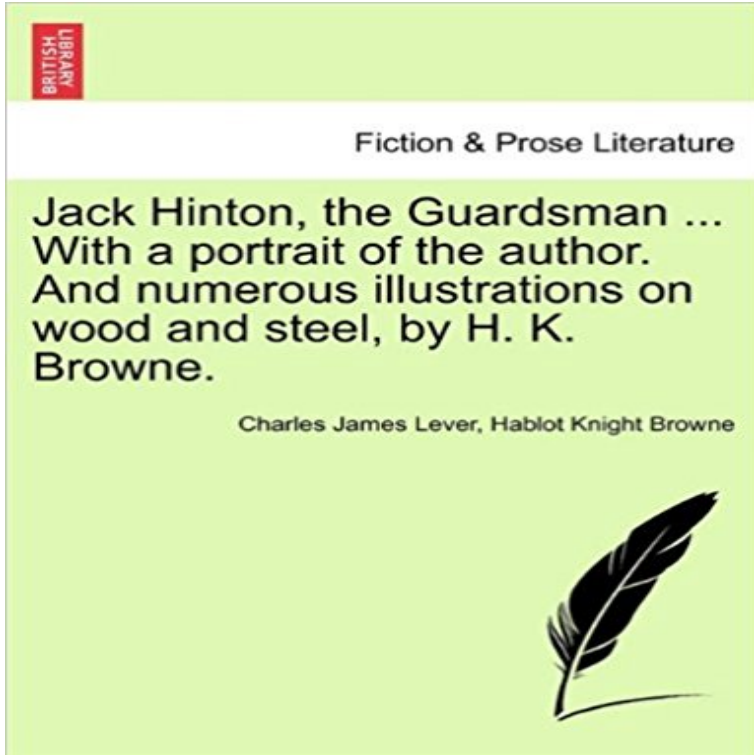 BRITISH
LIBRARY
Fiction & Prose Literature
Jack Hinton, the Guardsman ...
With a portrait of the author.
And numerous illustrations on
wood and steel, by H. K.
Browne.
Charles James Lever, Hablot Knight Browne